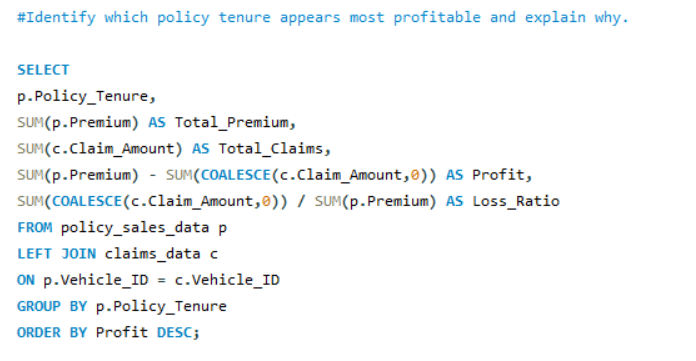 #Identify which policy tenure appears most profitable and explain why.
SELECT
p.Policy_Tenure,
SUM(p.Premium) AS Total_Premium,
SUM(c.Claim_Amount) AS Total_Claims,
SUM(p.Premium) - SUM(COALESCE(c.Claim_Amount,0)) AS Profit,
SUM(COALESCE(c.Claim_Amount,0)) / SUM(p.Premium) AS Loss_Ratio
FROM policy_sales_data p
LEFT JOIN claims_data c
ON p.Vehicle_ID = c.Vehicle_ID
GROUP BY p.Policy_Tenure
ORDER BY Profit DESC;